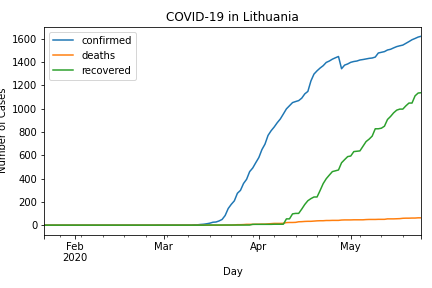 COVID-19 in Lithuania
confirmed
deaths
recovered
1600
1400
1200
1000
800
600
400
200
0
Number of Cases
Feb
2020
Mar
Apr
May
Day